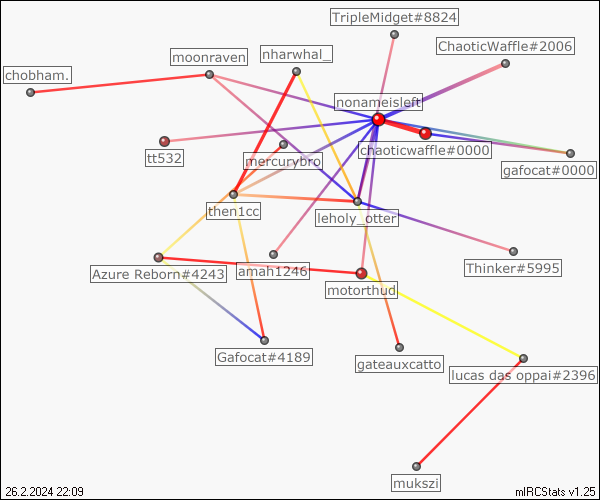 TripleMidget#8824
ChaoticWaffle#2006
nharwhal_
moonraven
chobham.
nonameisleft
chaoticwaffle#0000
tt532
mercurybro
gafocat#0000
then1cc
leholy_otter
Azure Reborn#4243
amah1246
Thinker#5995
motorthud
Gafocat#4189
gateauxcatto
lucas das oppai#2396
mukszi
26.2.2024 22:09
mIRCStats v1.25